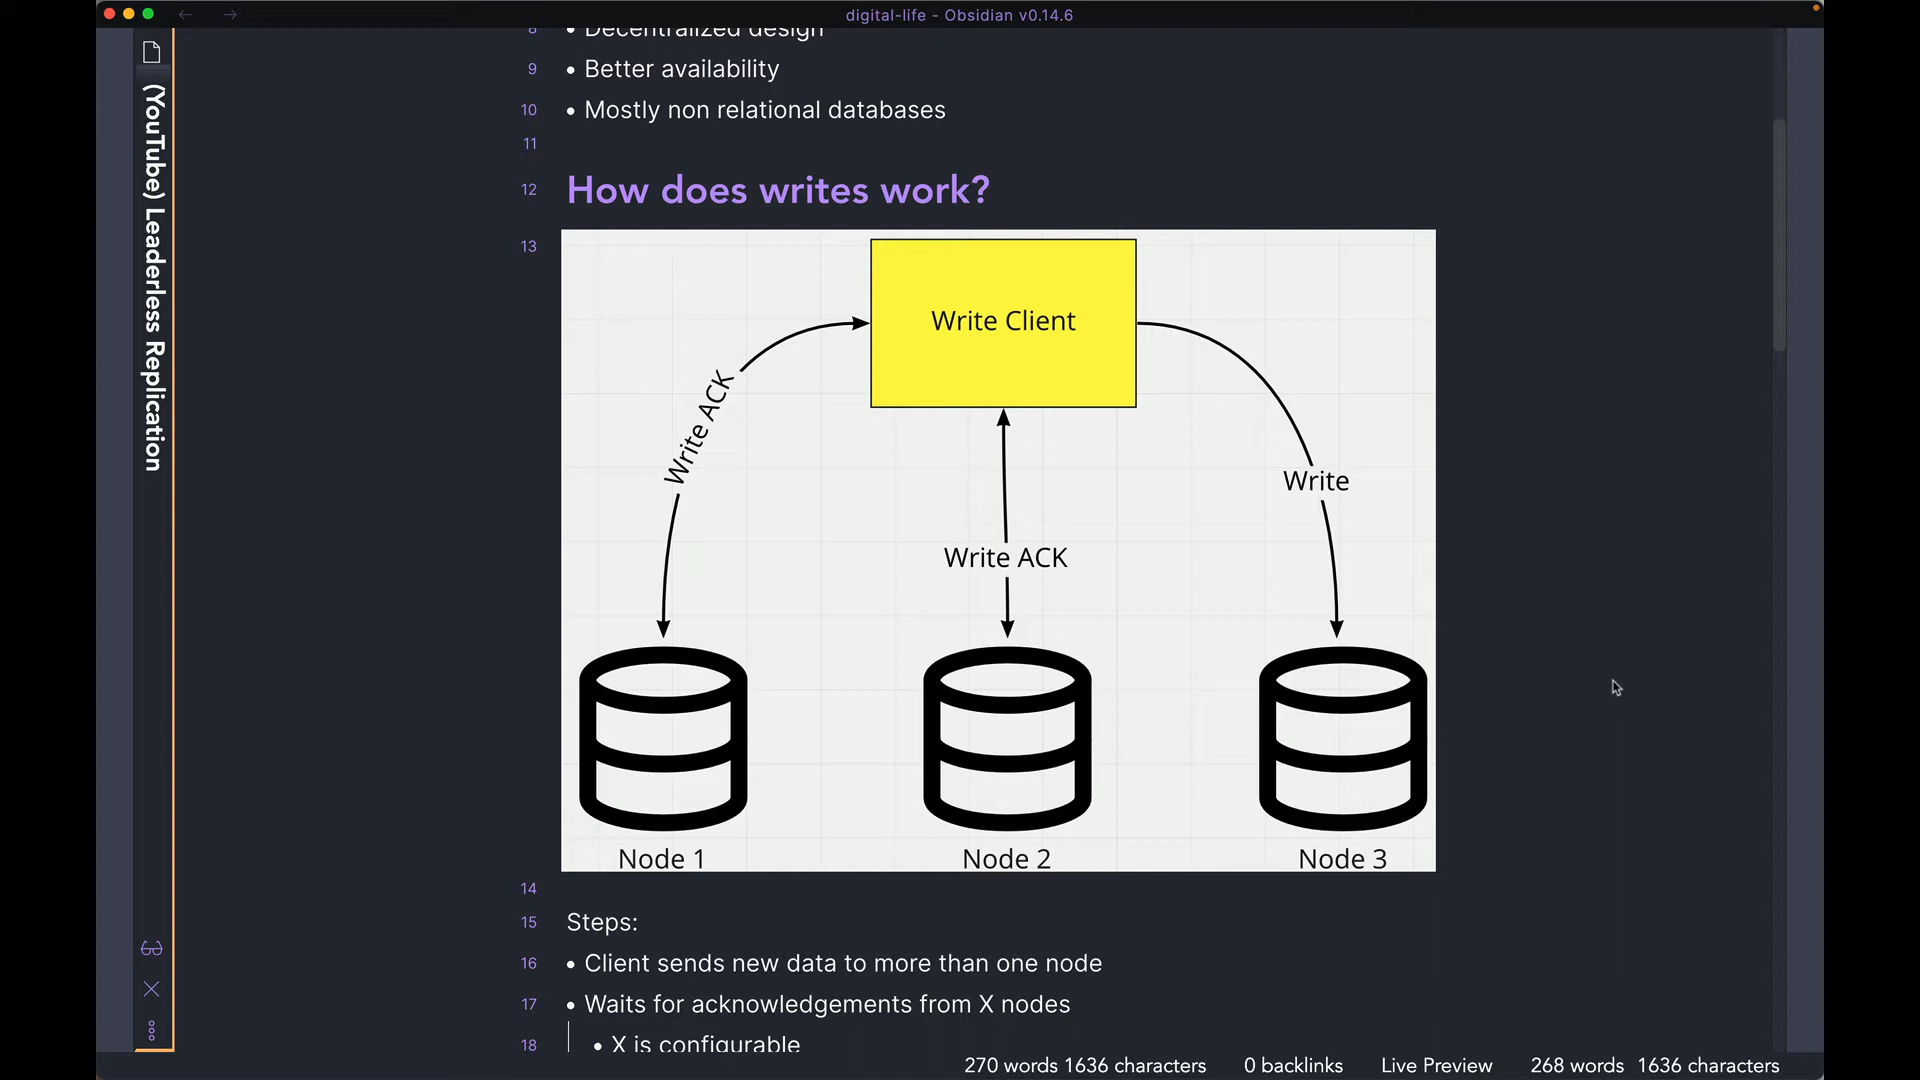 digital-life - Obsidian v0.14.6
(YouTube) Leaderless Replication
8 • Decentralized design
9 • Better availability
10 • Mostly non relational databases
11
12 How does writes work?
13
Write Client
Write ACK
Write
Write ACK
Node 1 Node 2 Node 3
14
15 Steps:
16 • Client sends new data to more than one node
17 • Waits for acknowledgements from X nodes
18 • X is configurable
270 words 1636 characters 0 backlinks Live Preview 268 words 1636 characters